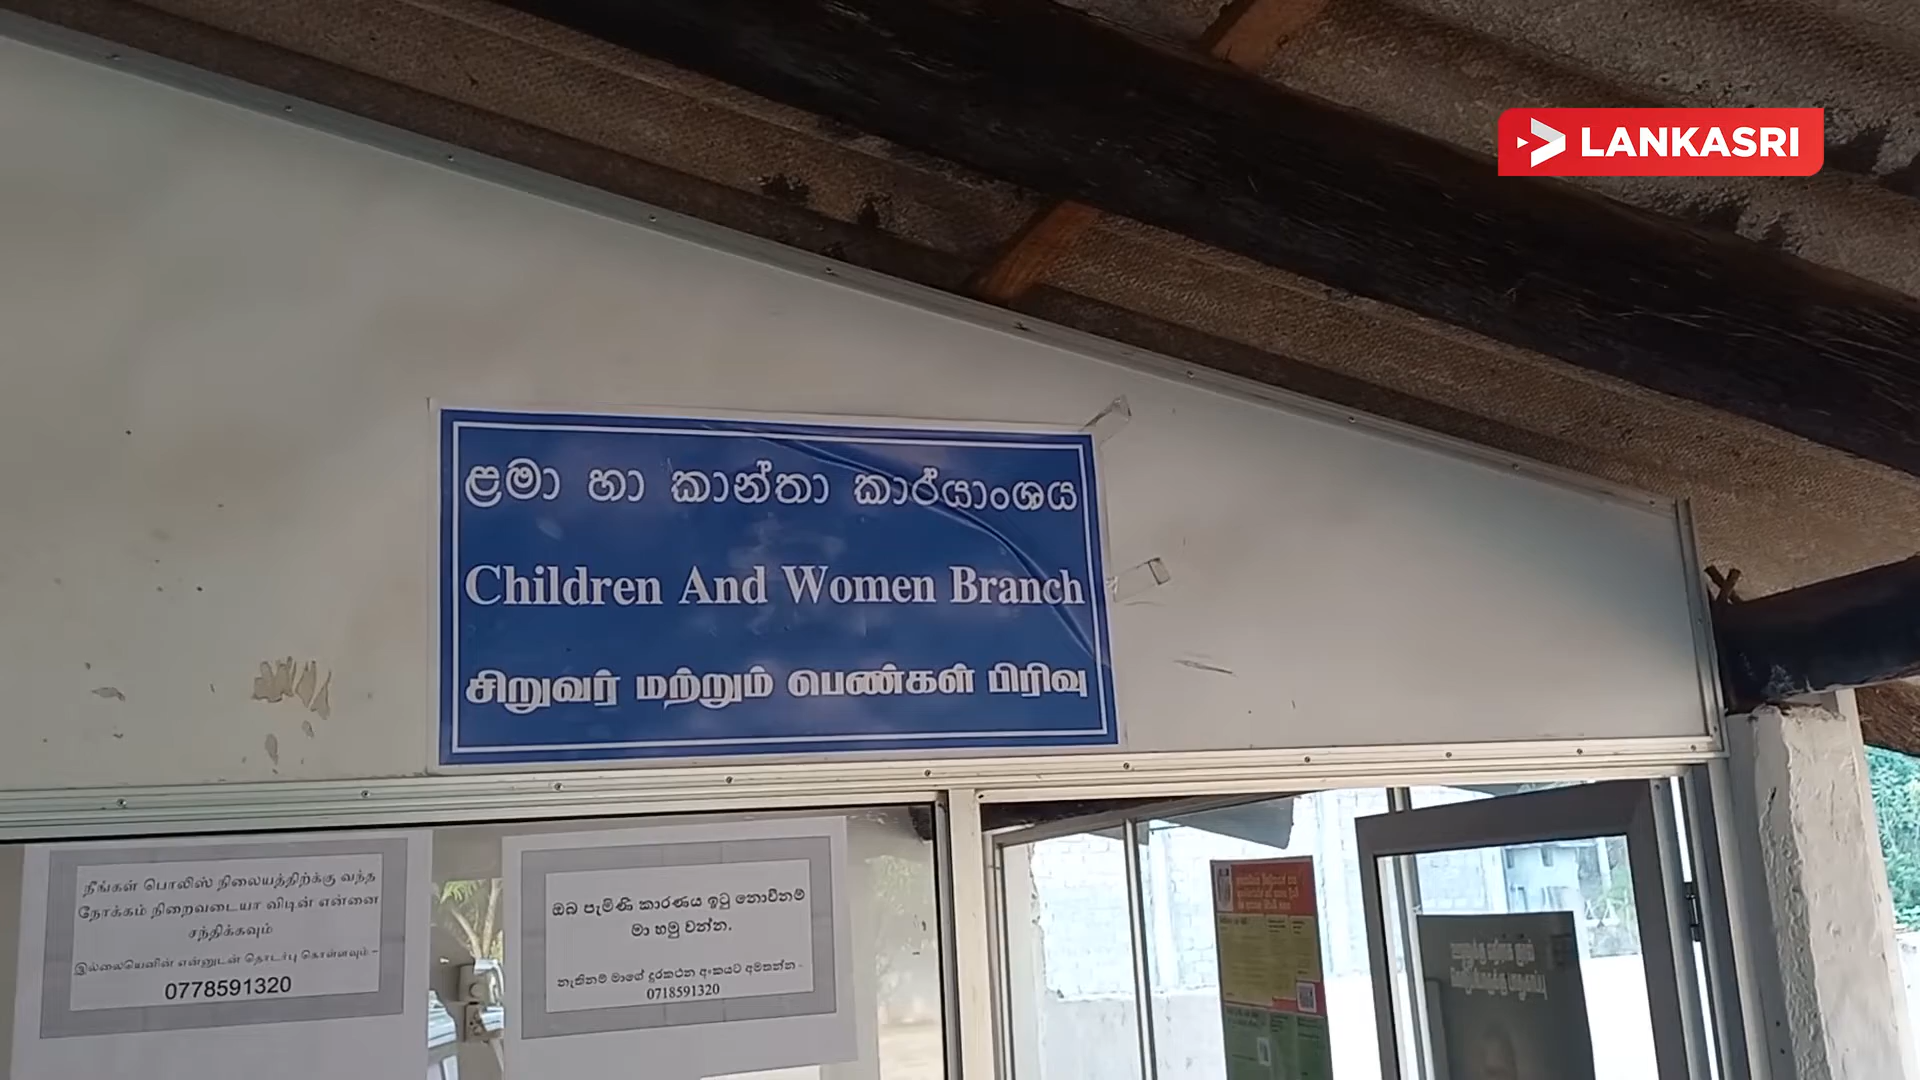 LANKASRI
ළමා හා කාන්තා කාර්යාංශය
Children And Women Branch
சிறுவர் மற்றும் பெண்கள் பிரிவு
நீங்கள் பொலிஸ் நிலையத்திற்க்கு வந்த
நோக்கம் நிறைவடையா விடின் என்னை
சந்திக்கவும்
இல்லையெனின் என்னுடன் தொடர்பு கொள்ளவும் -
0778591320
ඔබ පැමිණි කාරණය ඉටු නොවීනම්
මා හමු වන්න.
නැතිනම් මාගේ දුරකථන අංකයට අමතන්න -
0718591320